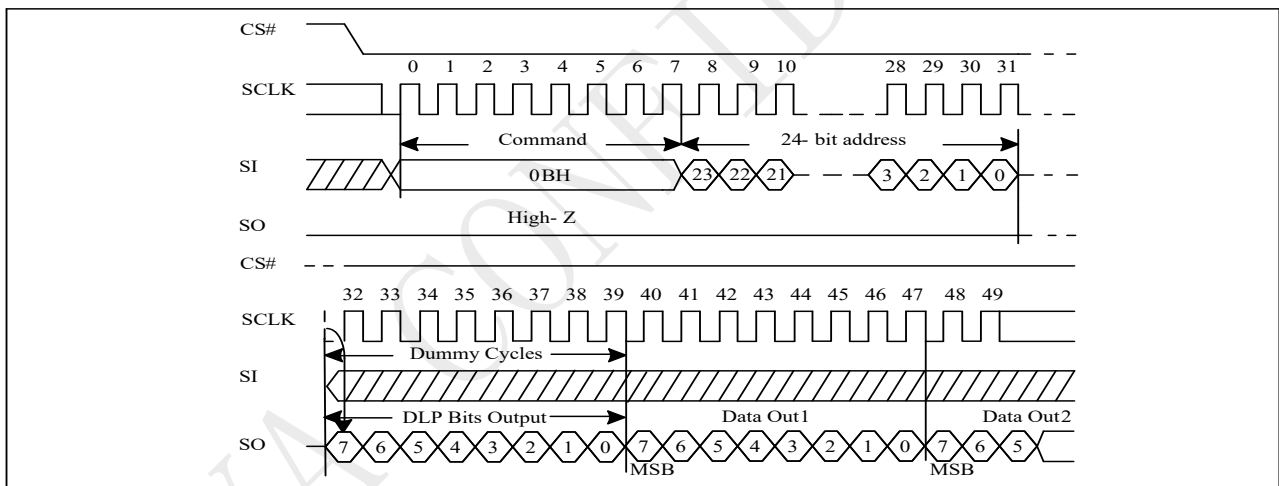 CS#
0 1 2 3 4 5 6 7 8 9 10 28 29 30 31
SCLK
Command 24- bit address
SI 0BH 23 22 21 3 2 1 0
High- Z
SO
CS#
32 33 34 35 36 37 38 39 40 41 42 43 44 45 46 47 48 49
SCLK
Dummy Cycles
SI
DLP Bits Output Data Out1 Data Out2
SO 7 6 5 4 3 2 1 0 7 6 5 4 3 2 1 0 7 6 5
MSB MSB